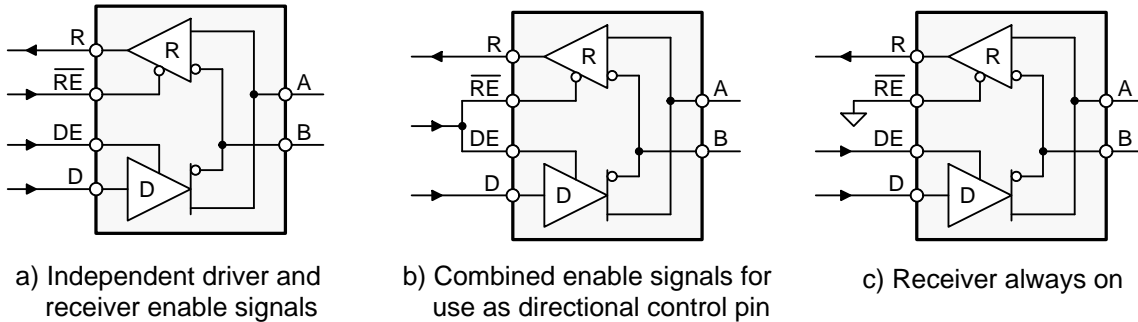 R
R
RE
A
DE
B
D
D
a) Independent driver and
receiver enable signals
R
R
RE
A
DE
B
D
D
b) Combined enable signals for
use as directional control pin
R
R
RE
A
DE
B
D
D
c) Receiver always on